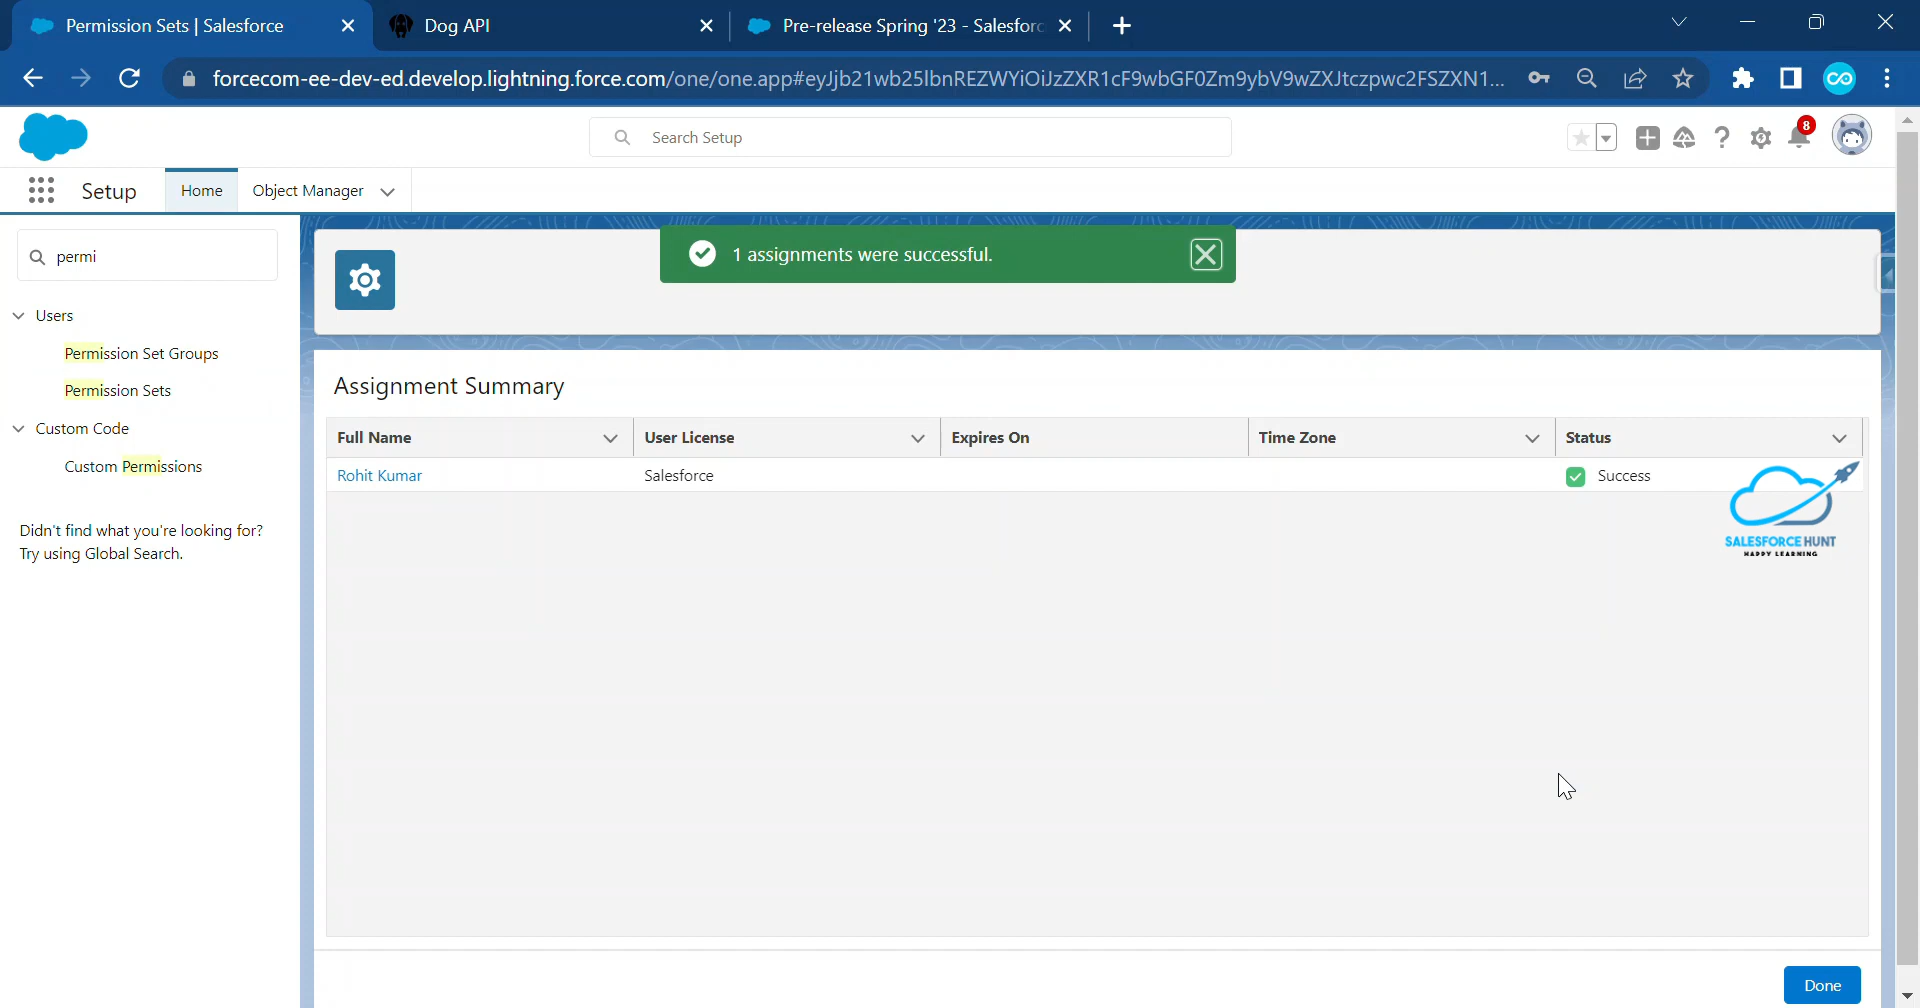 Permission Sets | Salesforce
Dog API
Pre-release Spring '23 - Salesforc
forcecom-ee-dev-ed.develop.lightning.force.com/one/one.app#eyJjb21wb25lbnREZWYiOiJzZXR1cF9wbGF0Zm9ybV9wZXJtczpwc2FSZXN1...
Search Setup
8
Setup
Home
Object Manager
permi
1 assignments were successful.
Users
Permission Set Groups
Permission Sets
Custom Code
Custom Permissions
Didn't find what you're looking for?
Try using Global Search.
Assignment Summary
Full Name User License Expires On Time Zone Status
Rohit Kumar Salesforce Success
SALESFORCE HUNT
HAPPY LEARNING
Done